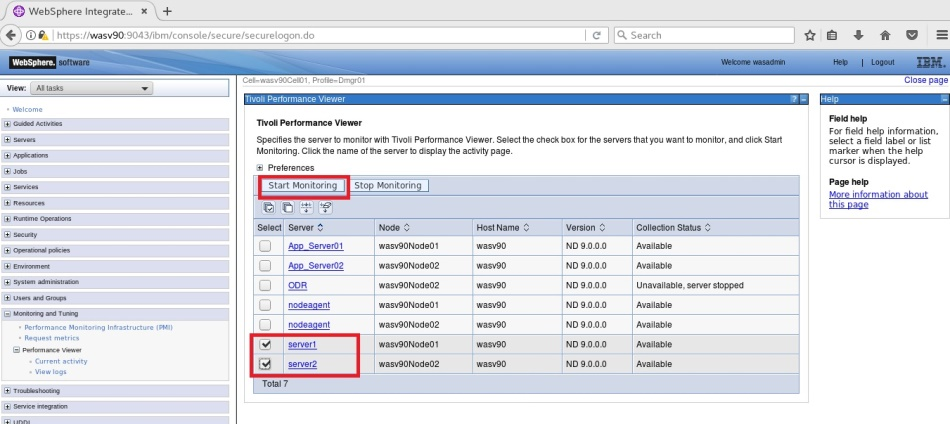 WebSphere Integrate...
https://wasv90:9043/ibm/console/secure/securelogon.do
Search
WebSphere. software
Welcome wasadmin
Help | Logout
IBM.
View: All tasks
Cell=wasv90Cell01, Profile=Dmgr01
Close page
Welcome
Guided Activities
Servers
Applications
Jobs
Services
Resources
Runtime Operations
Security
Operational policies
Environment
System administration
Users and Groups
Monitoring and Tuning
Performance Monitoring Infrastructure (PMI)
Request metrics
Performance Viewer
Current activity
View logs
Troubleshooting
Service integration
UDDI
Tivoli Performance Viewer
Tivoli Performance Viewer
Specifies the server to monitor with Tivoli Performance Viewer. Select the check box for the servers that you want to monitor, and click Start
Monitoring. Click the name of the server to display the activity page.
Preferences
Start Monitoring Stop Monitoring
Select Server Node Host Name Version Collection Status
App_Server01 wasv90Node01 wasv90 ND 9.0.0.0 Available
App_Server02 wasv90Node02 wasv90 ND 9.0.0.0 Available
ODR wasv90Node02 wasv90 ND 9.0.0.0 Unavailable, server stopped
nodeagent wasv90Node01 wasv90 ND 9.0.0.0 Available
nodeagent wasv90Node02 wasv90 ND 9.0.0.0 Available
server1 wasv90Node01 wasv90 ND 9.0.0.0 Available
server2 wasv90Node02 wasv90 ND 9.0.0.0 Available
Total 7
Help
Field help
For field help information,
select a field label or list
marker when the help
cursor is displayed.
Page help
More information about
this page